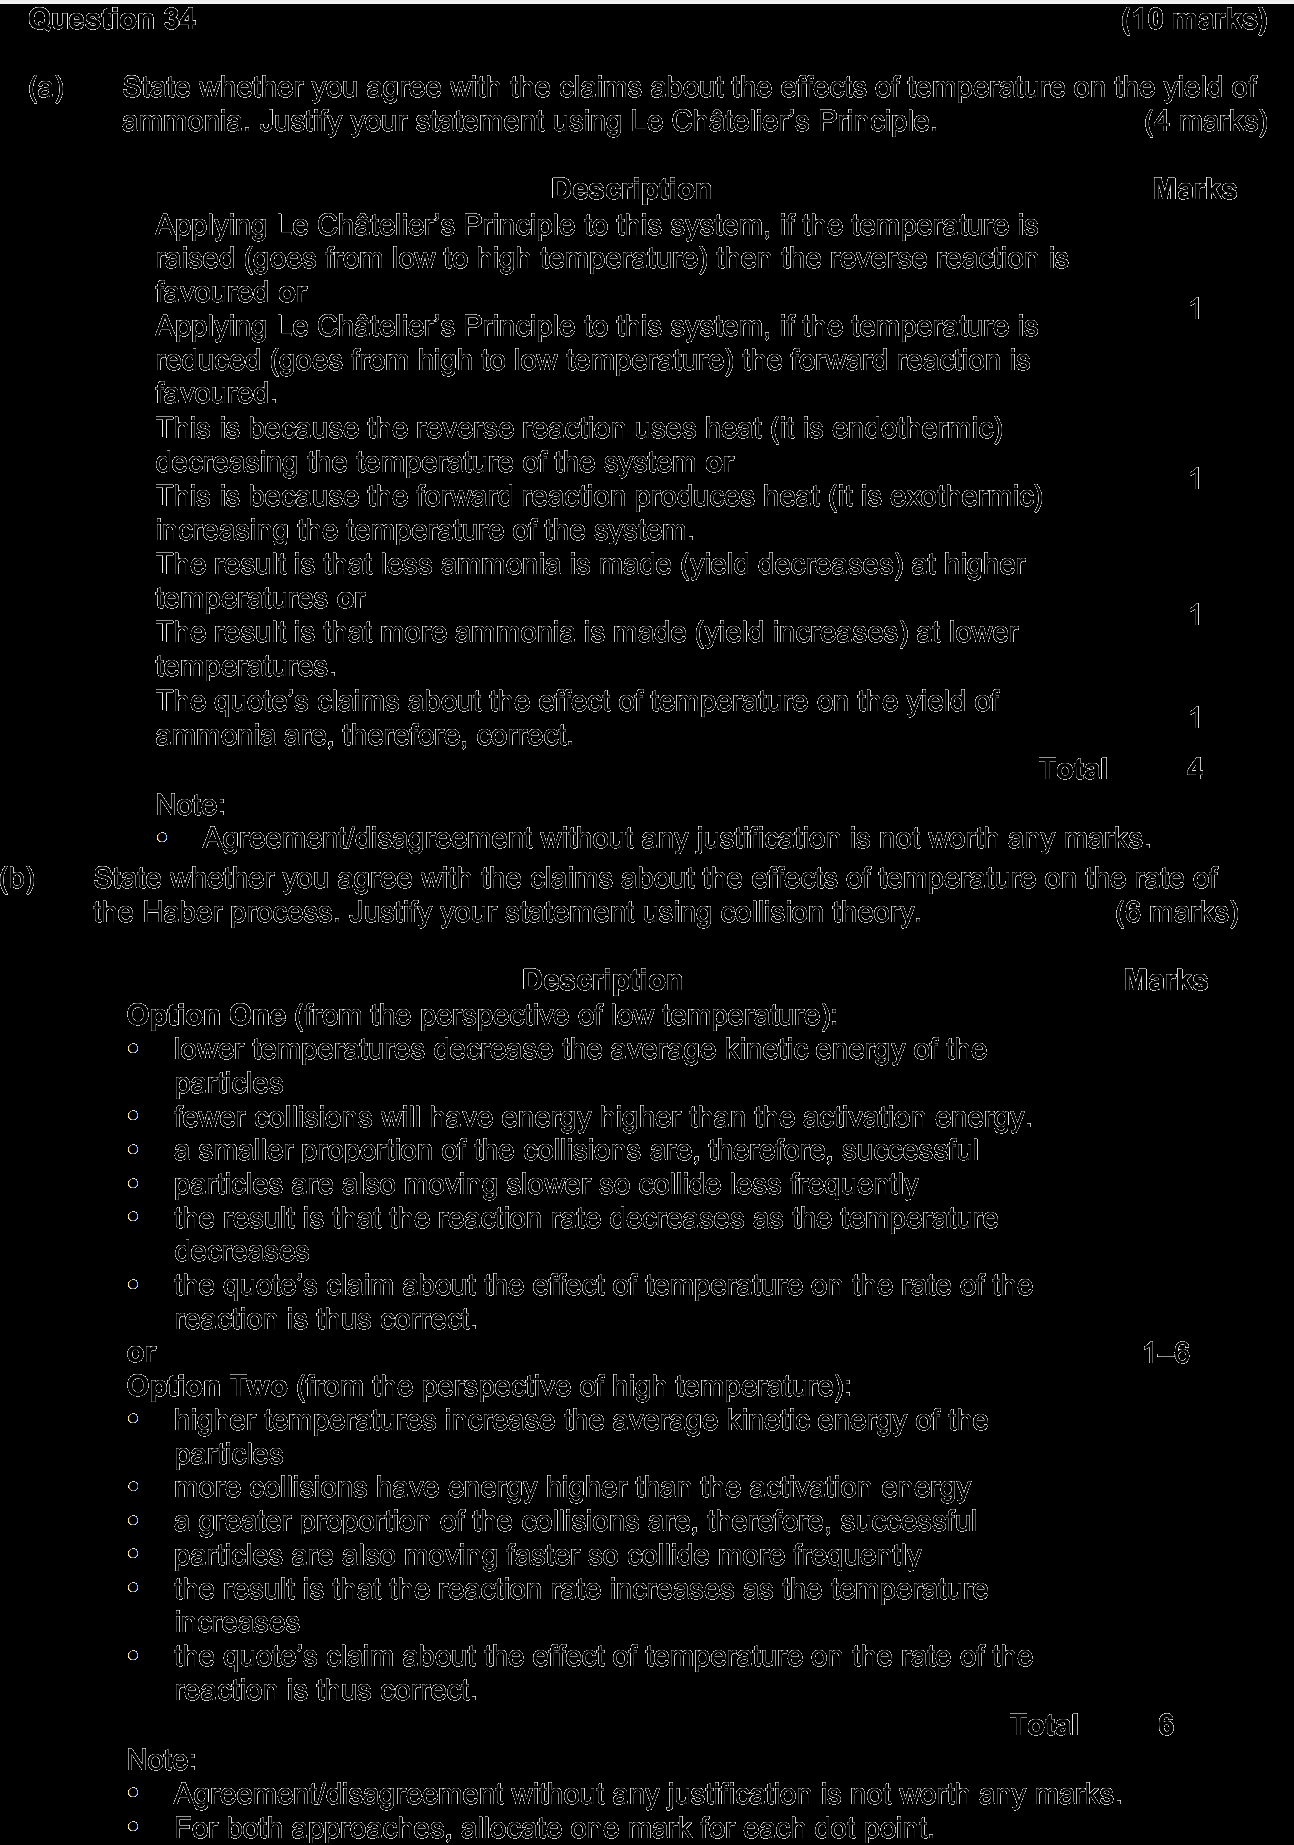 Question 34 (10 marks)
(a) State whether you agree with the claims about the effects of temperature on the yield of
ammonia. Justify your statement using Le Châtelier's Principle. (4 marks)
Description Marks
Applying Le Châtelier's Principle to this system, if the temperature is
raised (goes from low to high temperature) then the reverse reaction is
favoured or
1
Applying Le Châtelier's Principle to this system, if the temperature is
reduced (goes from high to low temperature) the forward reaction is
favoured.
This is because the reverse reaction uses heat (it is endothermic)
decreasing the temperature of the system or
1
This is because the forward reaction produces heat (it is exothermic)
increasing the temperature of the system.
The result is that less ammonia is made (yield decreases) at higher
temperatures or
1
The result is that more ammonia is made (yield increases) at lower
temperatures.
The quote's claims about the effect of temperature on the yield of
1
ammonia are, therefore, correct.
Total 4
Note:
• Agreement/disagreement without any justification is not worth any marks.
(b) State whether you agree with the claims about the effects of temperature on the rate of
the Haber process. Justify your statement using collision theory. (6 marks)
Description Marks
Option One (from the perspective of low temperature):
• lower temperatures decrease the average kinetic energy of the
particles
• fewer collisions will have energy higher than the activation energy.
• a smaller proportion of the collisions are, therefore, successful
• particles are also moving slower so collide less frequently
• the result is that the reaction rate decreases as the temperature
decreases
• the quote's claim about the effect of temperature on the rate of the
reaction is thus correct.
or 1–6
Option Two (from the perspective of high temperature):
• higher temperatures increase the average kinetic energy of the
particles
• more collisions have energy higher than the activation energy
• a greater proportion of the collisions are, therefore, successful
• particles are also moving faster so collide more frequently
• the result is that the reaction rate increases as the temperature
increases
• the quote's claim about the effect of temperature on the rate of the
reaction is thus correct.
Total 6
Note:
• Agreement/disagreement without any justification is not worth any marks.
• For both approaches, allocate one mark for each dot point.